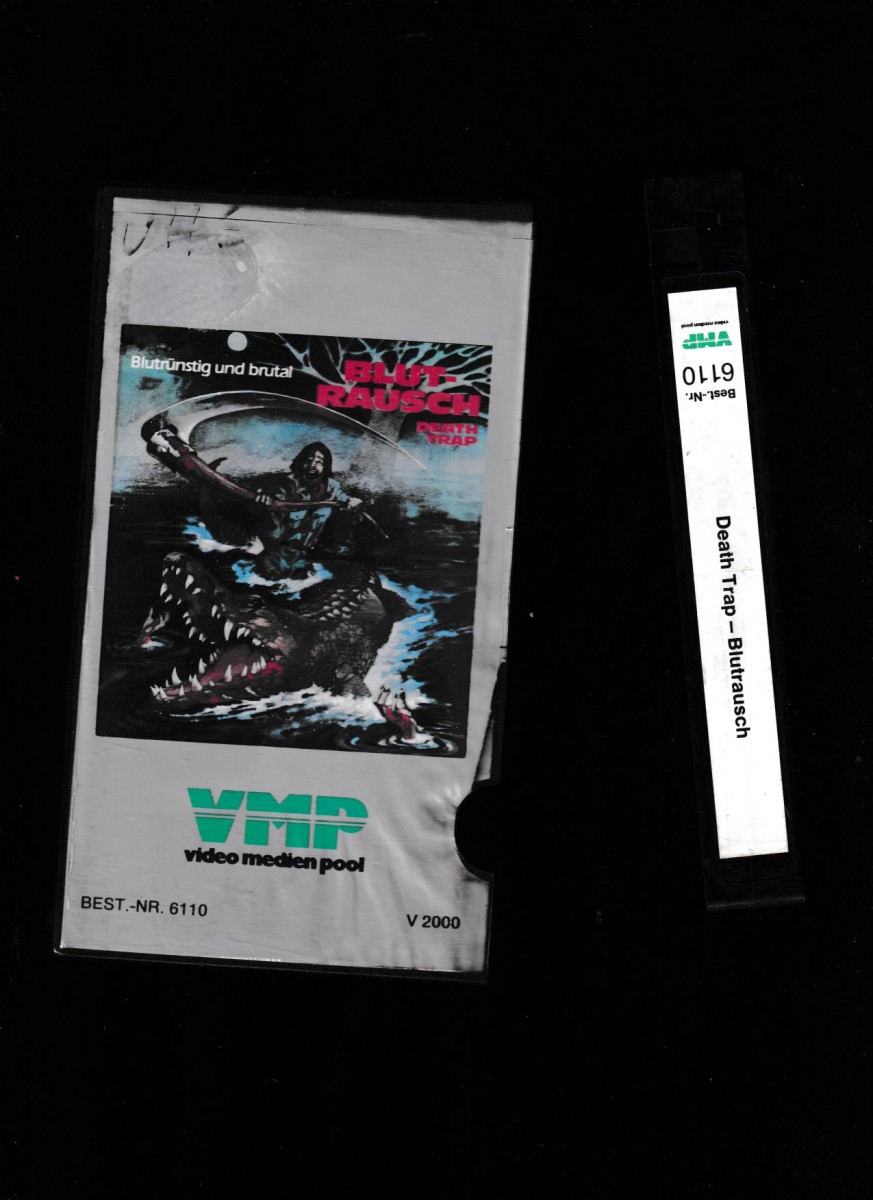 VHS
Blutrünstig und brutal
BLUT-
RAUSCH
DEATH
TRAP
VMP
video medien pool
BEST.-NR. 6110
V 2000
video medien pool
VMP
6110
Best.-Nr.
Death Trap – Blutrausch